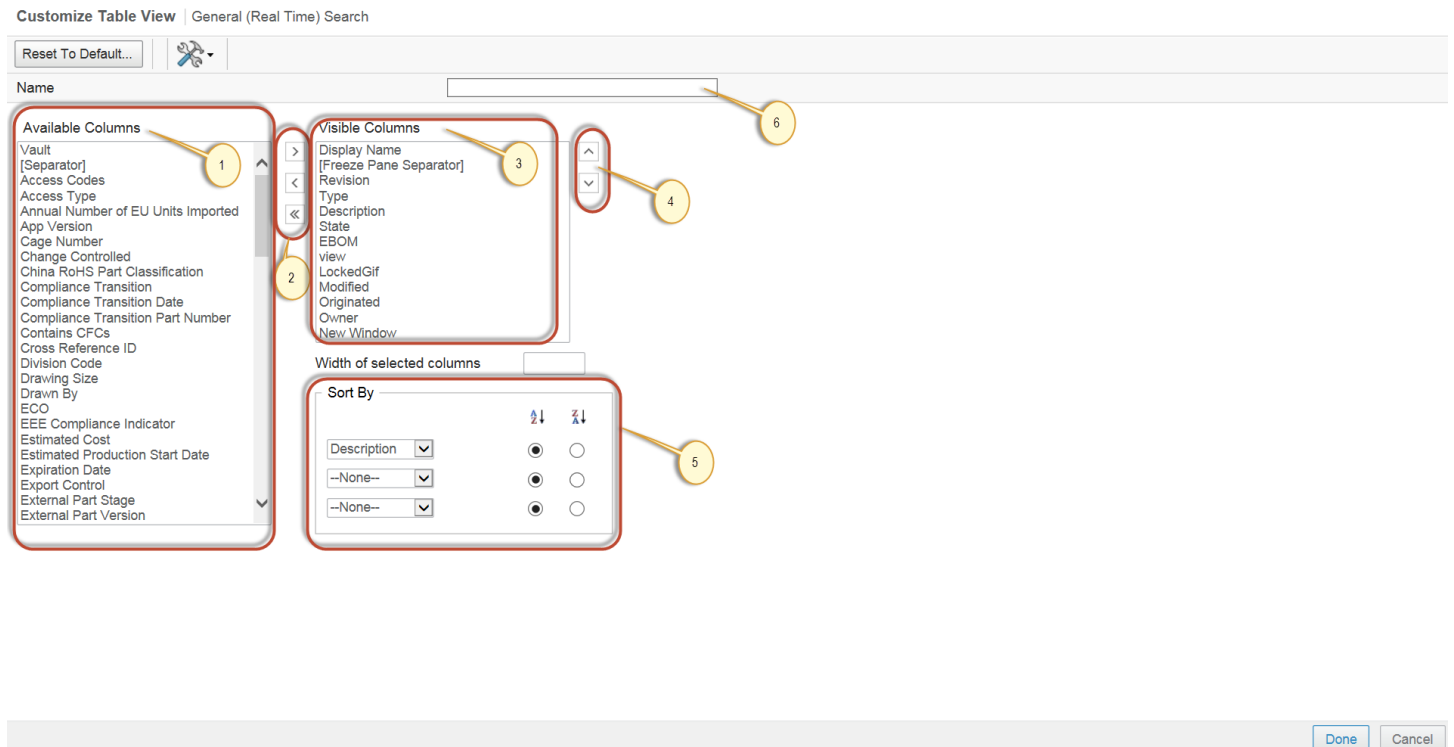 Customize Table View General (Real Time) Search
Reset To Default...
Name
6
Available Columns
1
Vault
[Separator]
Access Codes
Access Type
Annual Number of EU Units Imported
App Version
Cage Number
Change Controlled
China RoHS Part Classification
Compliance Transition
Compliance Transition Date
Compliance Transition Part Number
Contains CFCs
Cross Reference ID
Division Code
Drawing Size
Drawn By
ECO
EEE Compliance Indicator
Estimated Cost
Estimated Production Start Date
Expiration Date
Export Control
External Part Stage
External Part Version
2
Visible Columns
3
Display Name
[Freeze Pane Separator]
Revision
Type
Description
State
EBOM
view
LockedGif
Modified
Originated
Owner
New Window
4
Width of selected columns
Sort By
A Z
Z A
Description
--None--
--None--
5
Done
Cancel